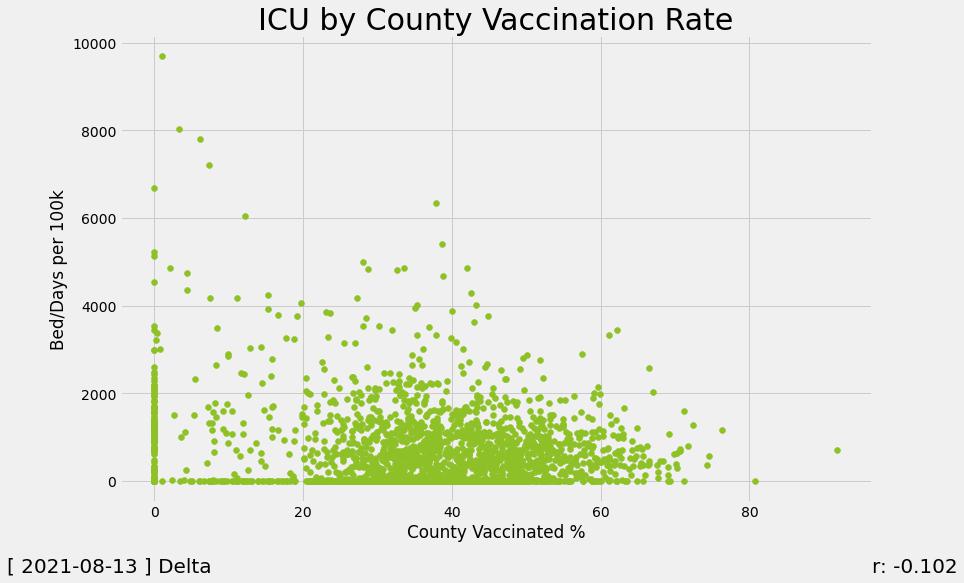 ICU by County Vaccination Rate
10000
8000
6000
4000
2000
0
Bed/Days per 100k
0 20 40 60 80
County Vaccinated %
[ 2021-08-13 ] Delta
r: -0.102